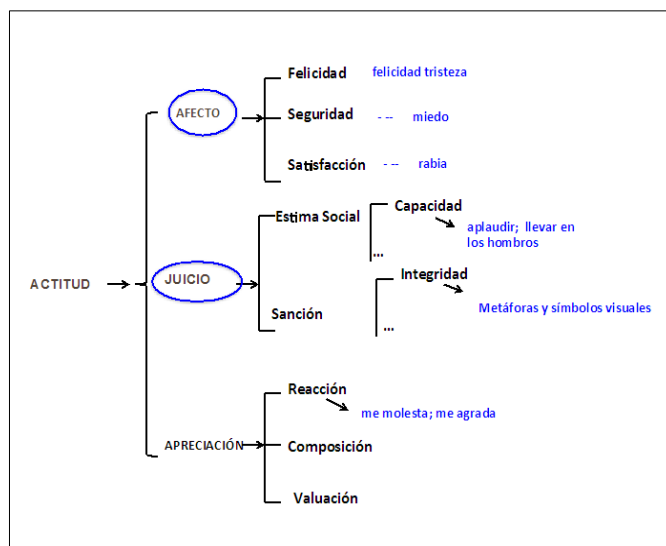 Felicidad felicidad tristeza
AFECTO
Seguridad - -- miedo
Satisfacción - -- rabia
Capacidad
Estima Social
aplaudir; llevar en
los hombros
...
Integridad
ACTITUD
JUICIO
Metáforas y símbolos visuales
Sanción
...
Reacción
me molesta; me agrada
APRECIACIÓN
Composición
Valuación